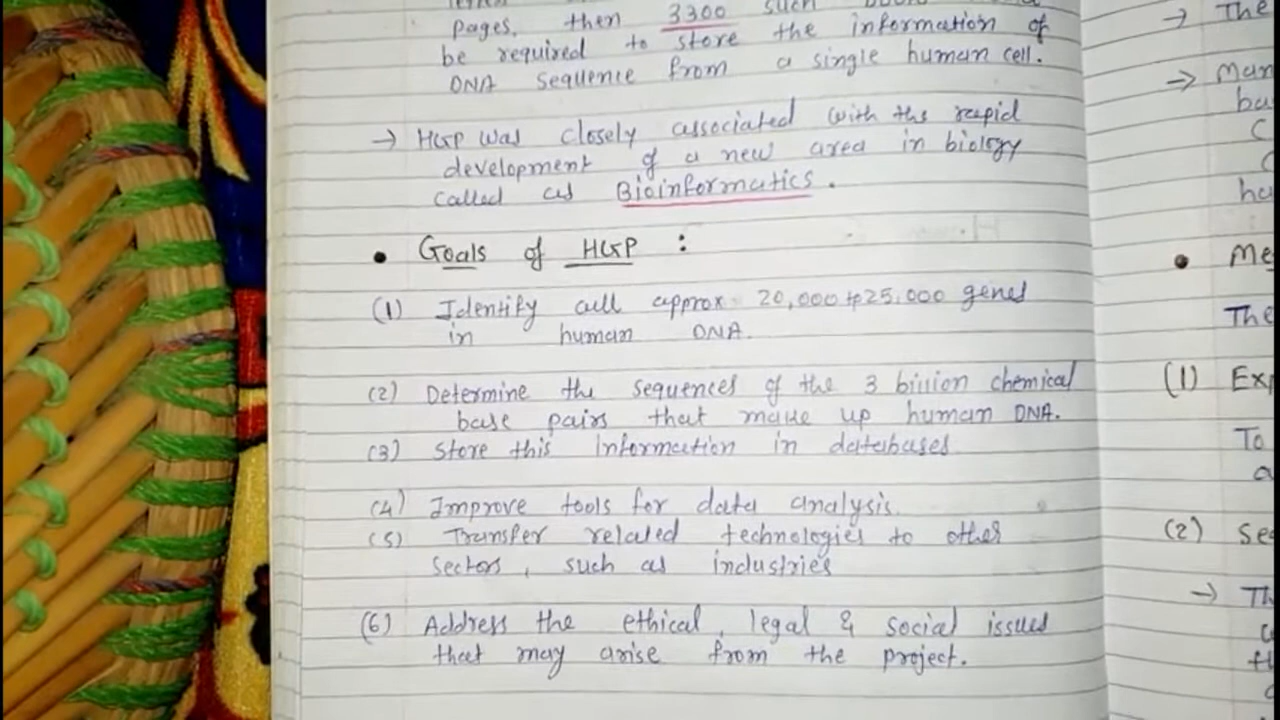 pages, then 3300 such
be required to store the information of
DNA sequence from a single human cell.
→ HGP was closely associated with the rapid
development of a new area in biology
called as Bioinformatics.
• Goals of HGP :
(1) Identify all approx. 20,000 to 25,000 genes
in human DNA.
(2) Determine the sequences of the 3 billion chemical
base pairs that make up human DNA.
(3) Store this information in databases
(4) Improve tools for data analysis.
(5) Transfer related technologies to other
sectors, such as industries
(6) Address the ethical, legal & social issues
that may arise from the project.
→ The
→
• Me
The
(1) Exp
To
(2) Se
→ Th